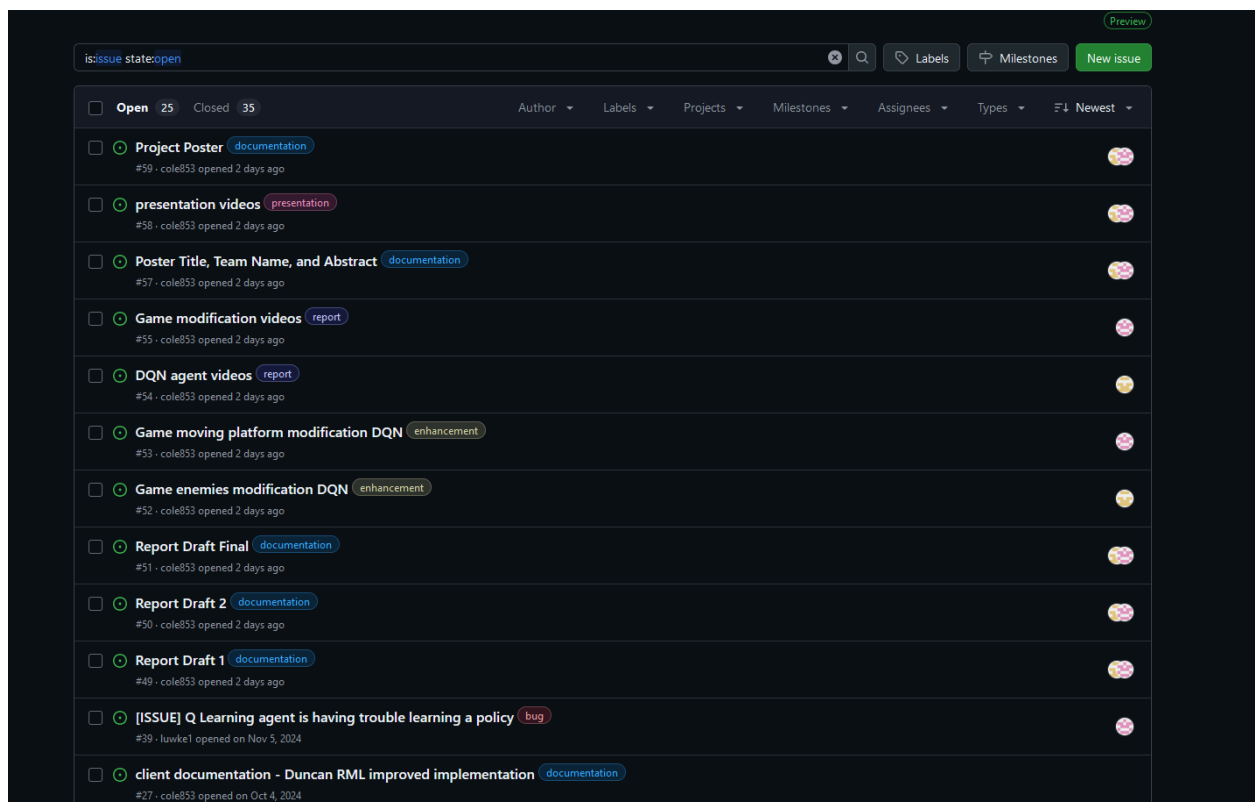 Preview
is:issue state:open
Labels
Milestones
New issue
Open 25 Closed 35 Author Labels Projects Milestones Assignees Types Newest
Project Poster documentation
#59 · cole853 opened 2 days ago
presentation videos presentation
#58 · cole853 opened 2 days ago
Poster Title, Team Name, and Abstract documentation
#57 · cole853 opened 2 days ago
Game modification videos report
#55 · cole853 opened 2 days ago
DQN agent videos report
#54 · cole853 opened 2 days ago
Game moving platform modification DQN enhancement
#53 · cole853 opened 2 days ago
Game enemies modification DQN enhancement
#52 · cole853 opened 2 days ago
Report Draft Final documentation
#51 · cole853 opened 2 days ago
Report Draft 2 documentation
#50 · cole853 opened 2 days ago
Report Draft 1 documentation
#49 · cole853 opened 2 days ago
[ISSUE] Q Learning agent is having trouble learning a policy bug
#39 · luwke1 opened on Nov 5, 2024
client documentation - Duncan RML improved implementation documentation
#27 · cole853 opened on Oct 4, 2024